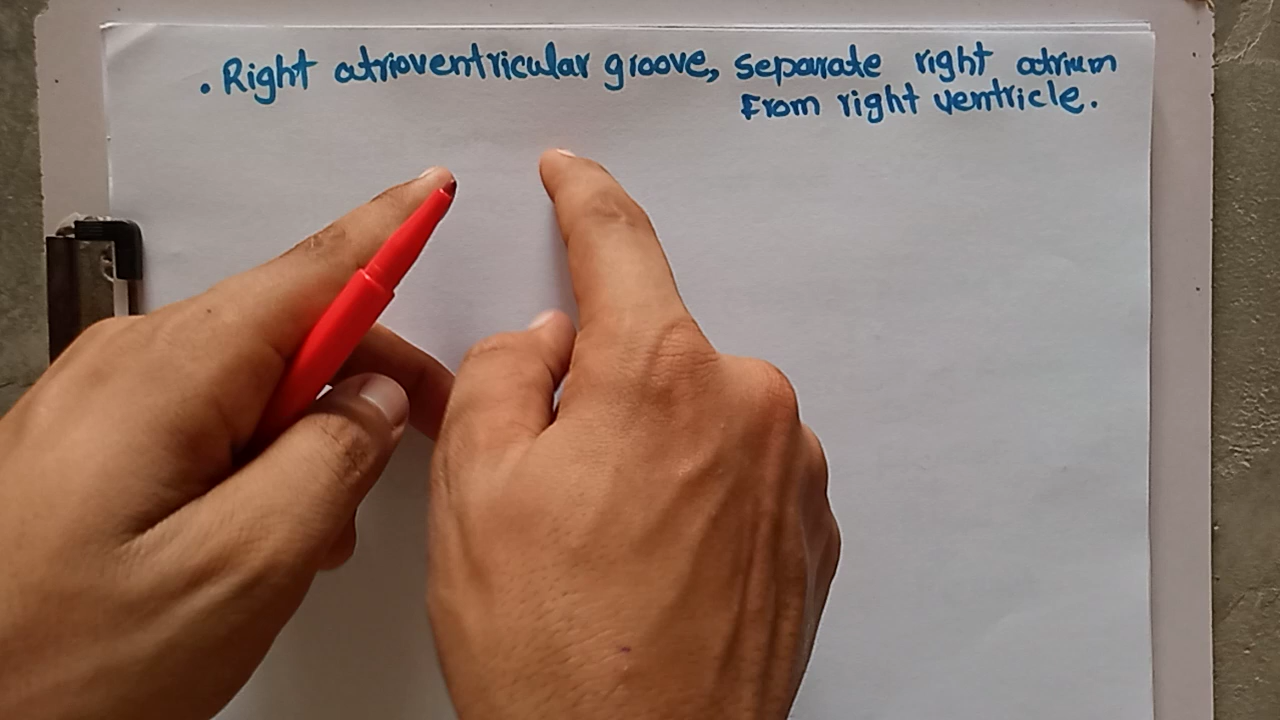 . Right atrioventricular groove, separate right atrium
From right ventricle.